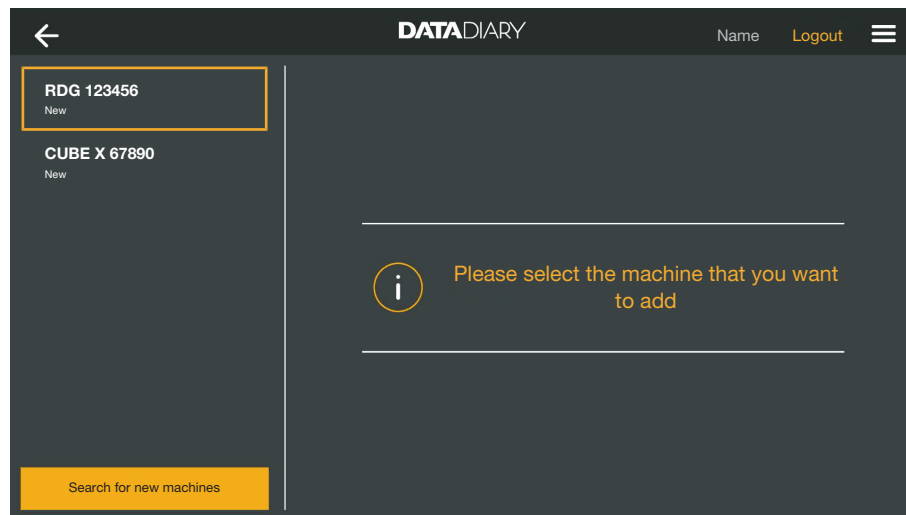 DATADIARY
Name
Logout
RDG 123456
New
CUBE X 67890
New
i
Please select the machine that you want
to add
Search for new machines